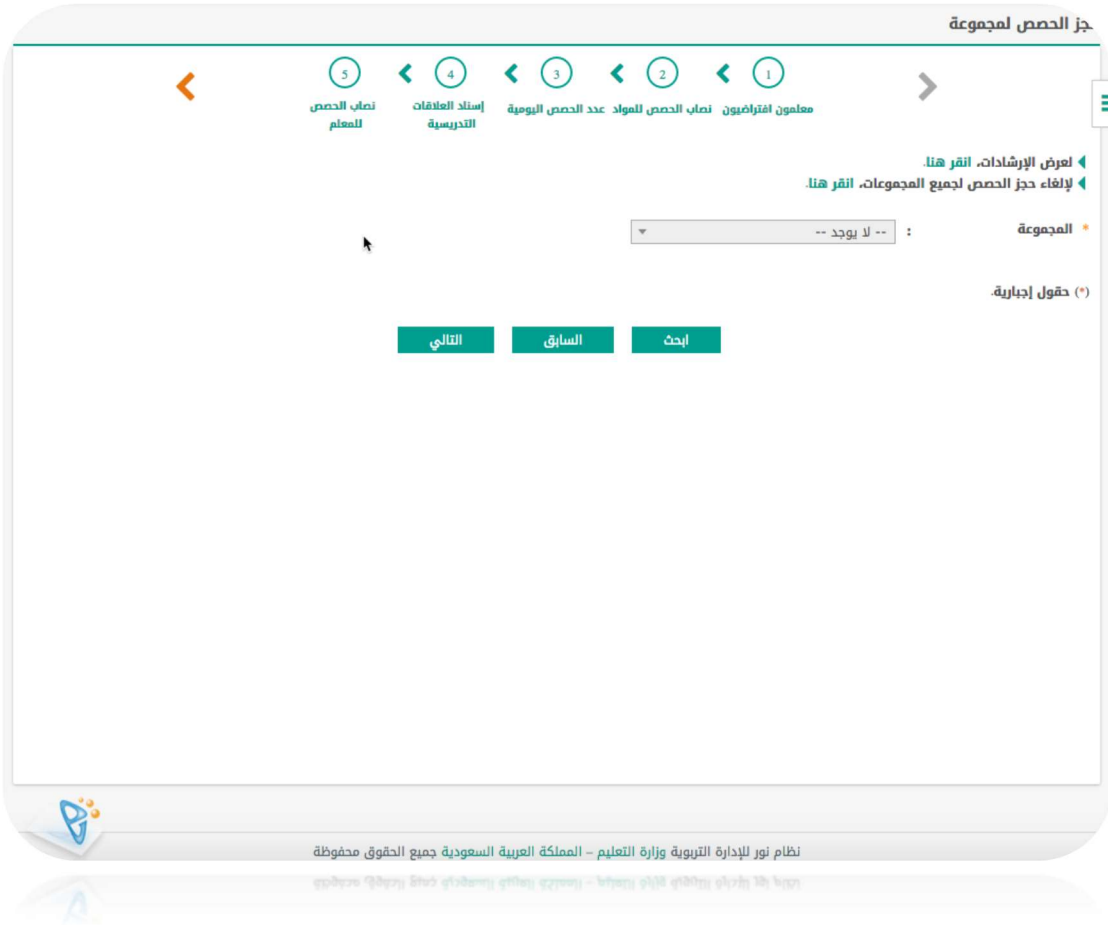 حجز الحصص لمجموعة
1 2 3 4 5
معلمون افتراضيون نصاب الحصص للمواد عدد الحصص اليومية إسناد العلاقات التدريسية نصاب الحصص للمعلم
لعرض الإرشادات، انقر هنا.
لإلغاء حجز الحصص لجميع المجموعات، انقر هنا.
* المجموعة : -- لا يوجد --
(*) حقول إجبارية.
ابحث السابق التالي
نظام نور للإدارة التربوية وزارة التعليم – المملكة العربية السعودية جميع الحقوق محفوظة